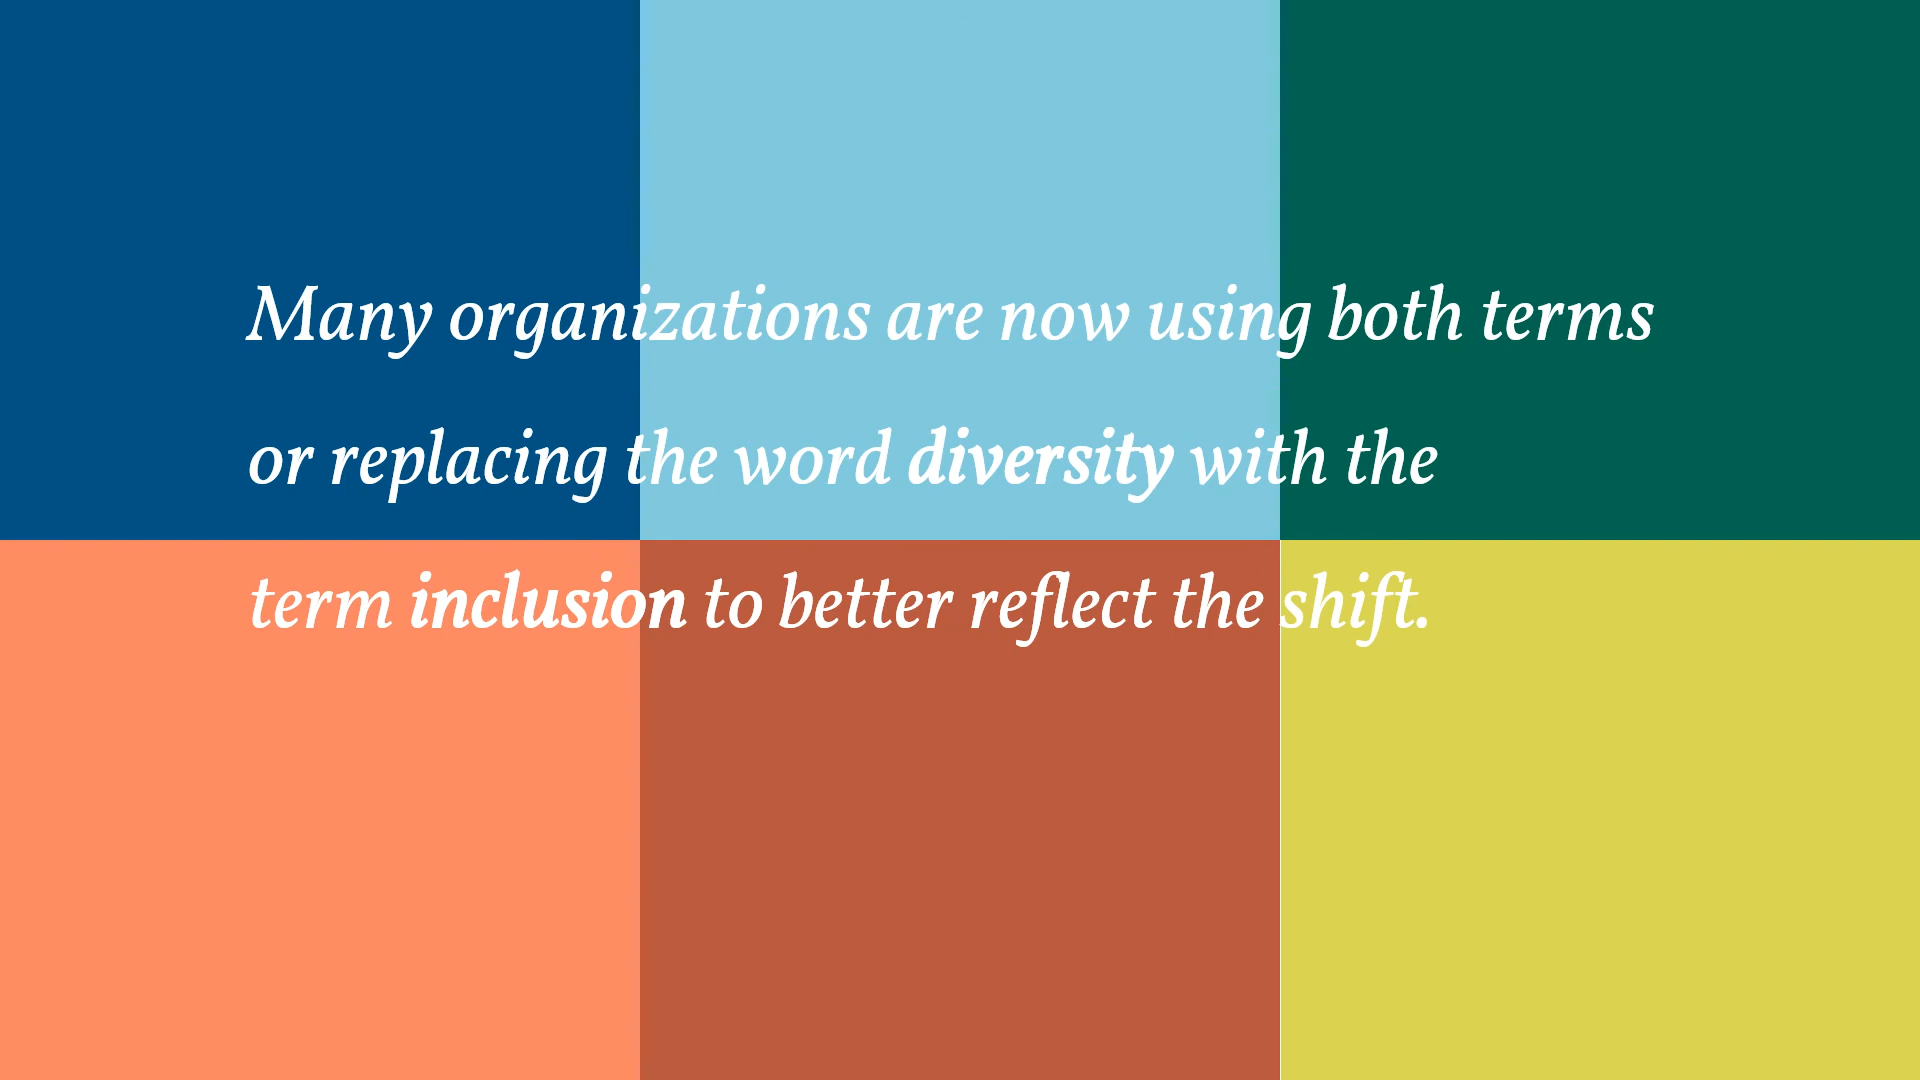 Many organizations are now using both terms
or replacing the word diversity with the
term inclusion to better reflect the shift.